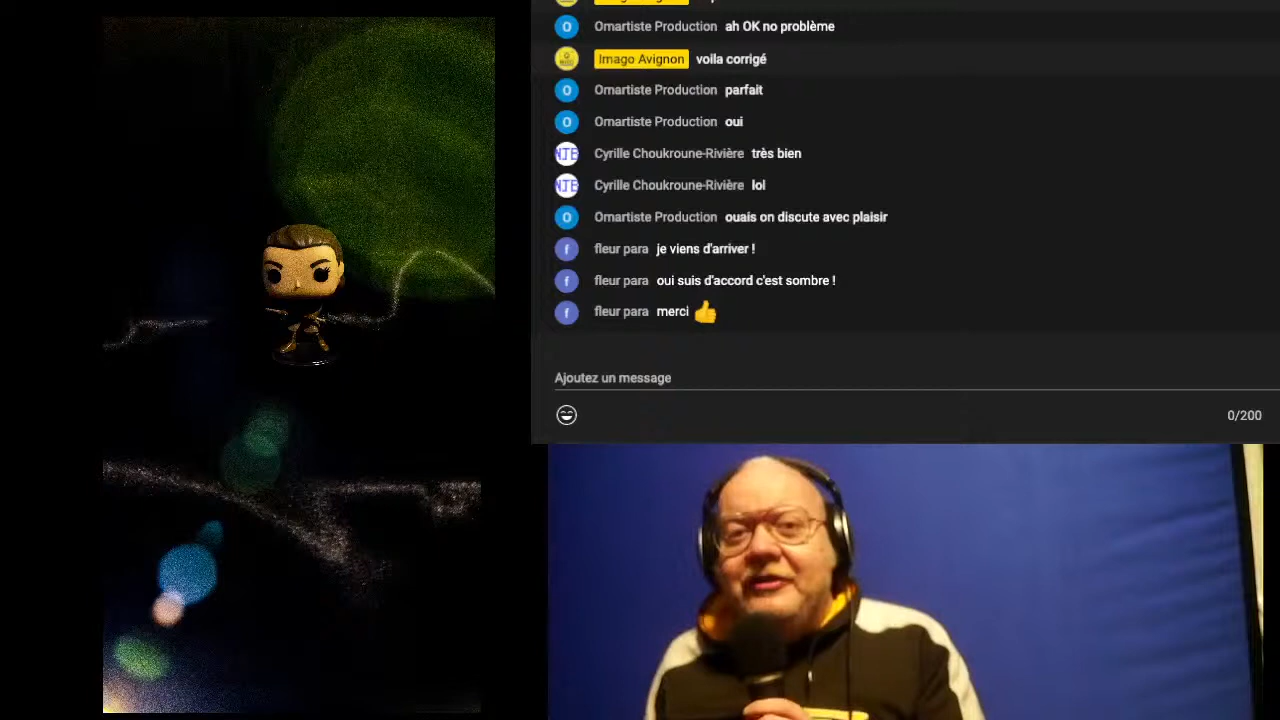 Omartiste Production ah OK no problème
Imago Avignon voila corrigé
Omartiste Production parfait
Omartiste Production oui
Cyrille Choukroune-Rivière très bien
Cyrille Choukroune-Rivière lol
Omartiste Production ouais on discute avec plaisir
fleur para je viens d'arriver !
fleur para oui suis d'accord c'est sombre !
fleur para merci 👍
Ajoutez un message
0/200